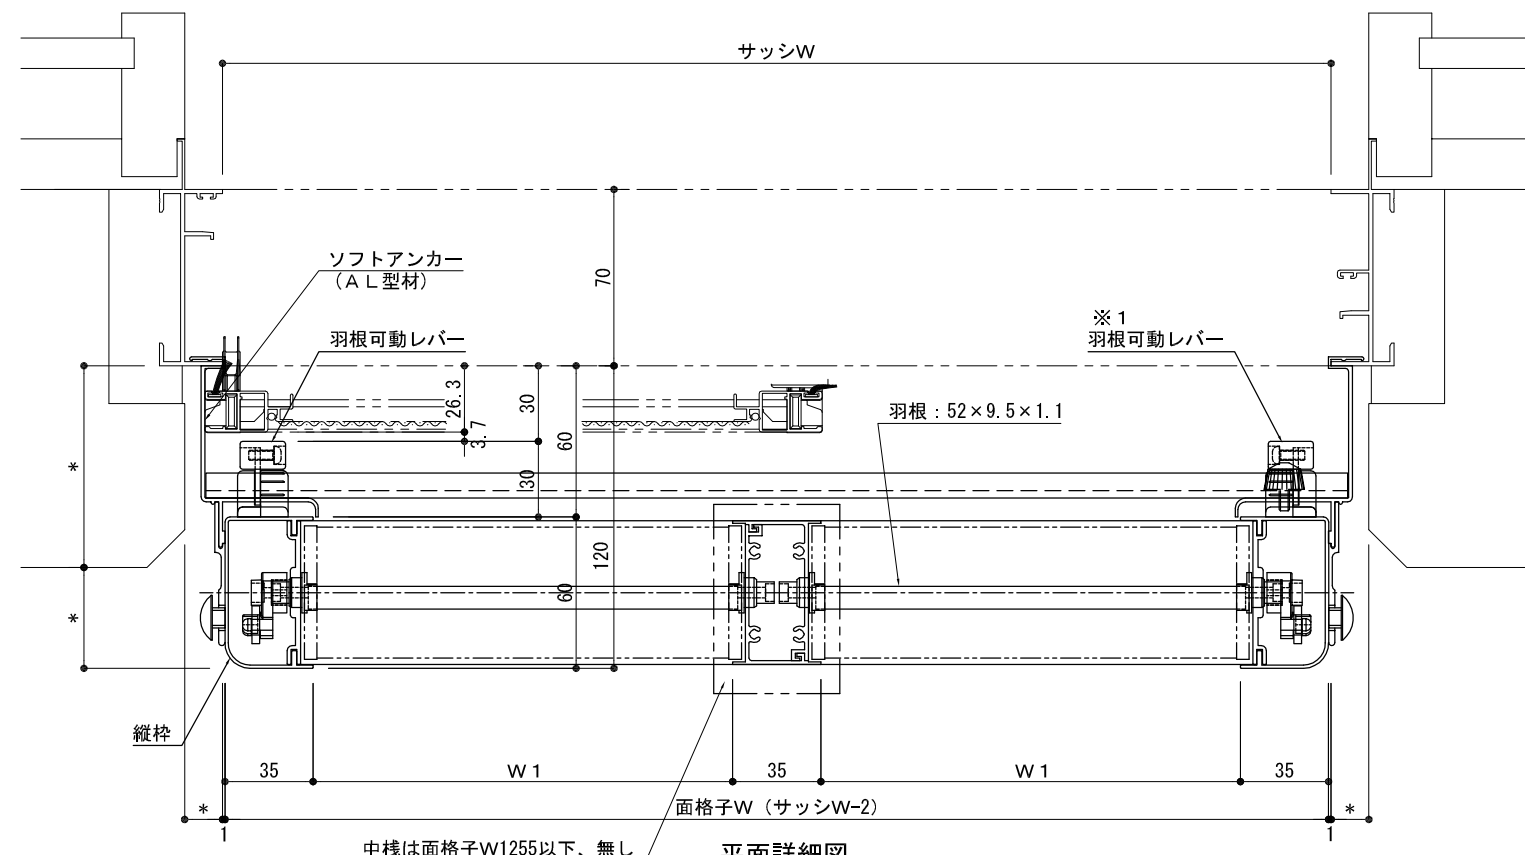 サッシW
ソフトアンカー
(AL型材)
70
※1
羽根可動レバー
羽根可動レバー
26.3
30
羽根:52×9.5×1.1
3.7
60
*
30
120
60
*
縦枠
35
W1
35
W1
35
*
面格子W(サッシW-2)
*
1
1
中桟は面格子W1255以下、無し
平面詳細図